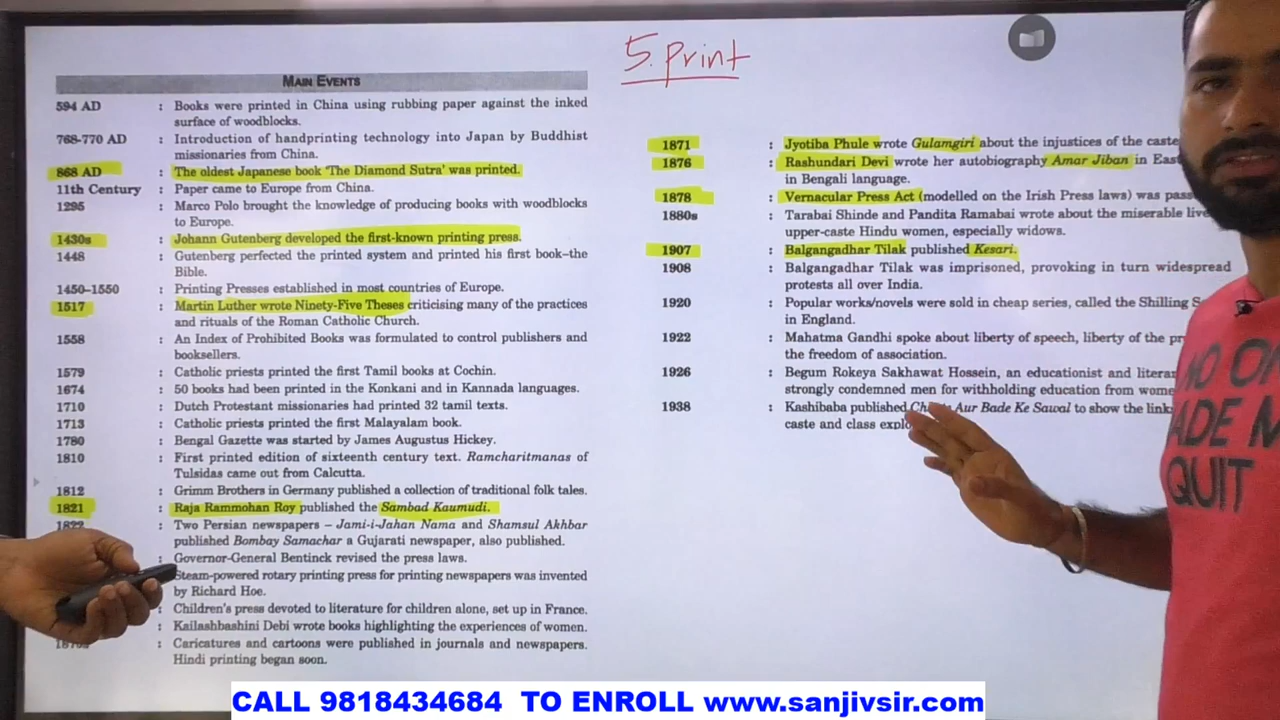 5. Print
MAIN EVENTS
594 AD : Books were printed in China using rubbing paper against the inked
surface of woodblocks.
768-770 AD : Introduction of handprinting technology into Japan by Buddhist
missionaries from China.
868 AD : The oldest Japanese book 'The Diamond Sutra' was printed.
11th Century : Paper came to Europe from China.
1295 : Marco Polo brought the knowledge of producing books with woodblocks
to Europe.
1430s : Johann Gutenberg developed the first-known printing press.
1448 : Gutenberg perfected the printed system and printed his first book–the
Bible.
1450–1550 : Printing Presses established in most countries of Europe.
1517 : Martin Luther wrote Ninety-Five Theses criticising many of the practices
and rituals of the Roman Catholic Church.
1558 : An Index of Prohibited Books was formulated to control publishers and
booksellers.
1579 : Catholic priests printed the first Tamil books at Cochin.
1674 : 50 books had been printed in the Konkani and in Kannada languages.
1710 : Dutch Protestant missionaries had printed 32 tamil texts.
1713 : Catholic priests printed the first Malayalam book.
1780 : Bengal Gazette was started by James Augustus Hickey.
1810 : First printed edition of sixteenth century text. Ramcharitmanas of
Tulsidas came out from Calcutta.
1812 : Grimm Brothers in Germany published a collection of traditional folk tales.
1821 : Raja Rammohan Roy published the Sambad Kaumudi.
1822 : Two Persian newspapers – Jami-i-Jahan Nama and Shamsul Akhbar
published Bombay Samachar a Gujarati newspaper, also published.
: Governor-General Bentinck revised the press laws.
Steam-powered rotary printing press for printing newspapers was invented
by Richard Hoe.
: Children's press devoted to literature for children alone, set up in France.
: Kailashbashini Debi wrote books highlighting the experiences of women.
: Caricatures and cartoons were published in journals and newspapers.
Hindi printing began soon.
1871 : Jyotiba Phule wrote Gulamgiri about the injustices of the caste
1876 : Rashundari Devi wrote her autobiography Amar Jiban in East
in Bengali language.
1878 : Vernacular Press Act (modelled on the Irish Press laws) was pass
1880s : Tarabai Shinde and Pandita Ramabai wrote about the miserable live
upper-caste Hindu women, especially widows.
1907 : Balgangadhar Tilak published Kesari.
1908 : Balgangadhar Tilak was imprisoned, provoking in turn widespread
protests all over India.
1920 : Popular works/novels were sold in cheap series, called the Shilling S
in England.
1922 : Mahatma Gandhi spoke about liberty of speech, liberty of the pr
the freedom of association.
1926 : Begum Rokeya Sakhawat Hossein, an educationist and literar
strongly condemned men for withholding education from wome
1938 : Kashibaba published Aur Bade Ke Sawal to show the link
caste and class explo
NO ON
MADE M
QUIT
CALL 9818434684 TO ENROLL www.sanjivsir.com